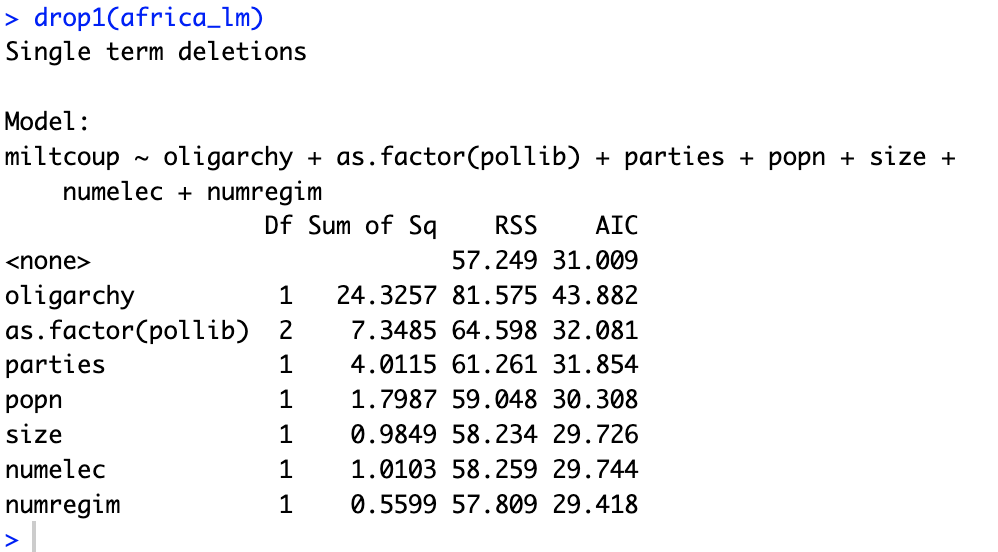 > drop1(africa_lm)
Single term deletions

Model:
miltcoup ~ oligarchy + as.factor(pollib) + parties + popn + size +
    numelec + numregim
                  Df Sum of Sq    RSS    AIC
<none>                         57.249 31.009
oligarchy          1   24.3257 81.575 43.882
as.factor(pollib)  2    7.3485 64.598 32.081
parties            1    4.0115 61.261 31.854
popn               1    1.7987 59.048 30.308
size               1    0.9849 58.234 29.726
numelec            1    1.0103 58.259 29.744
numregim           1    0.5599 57.809 29.418
>